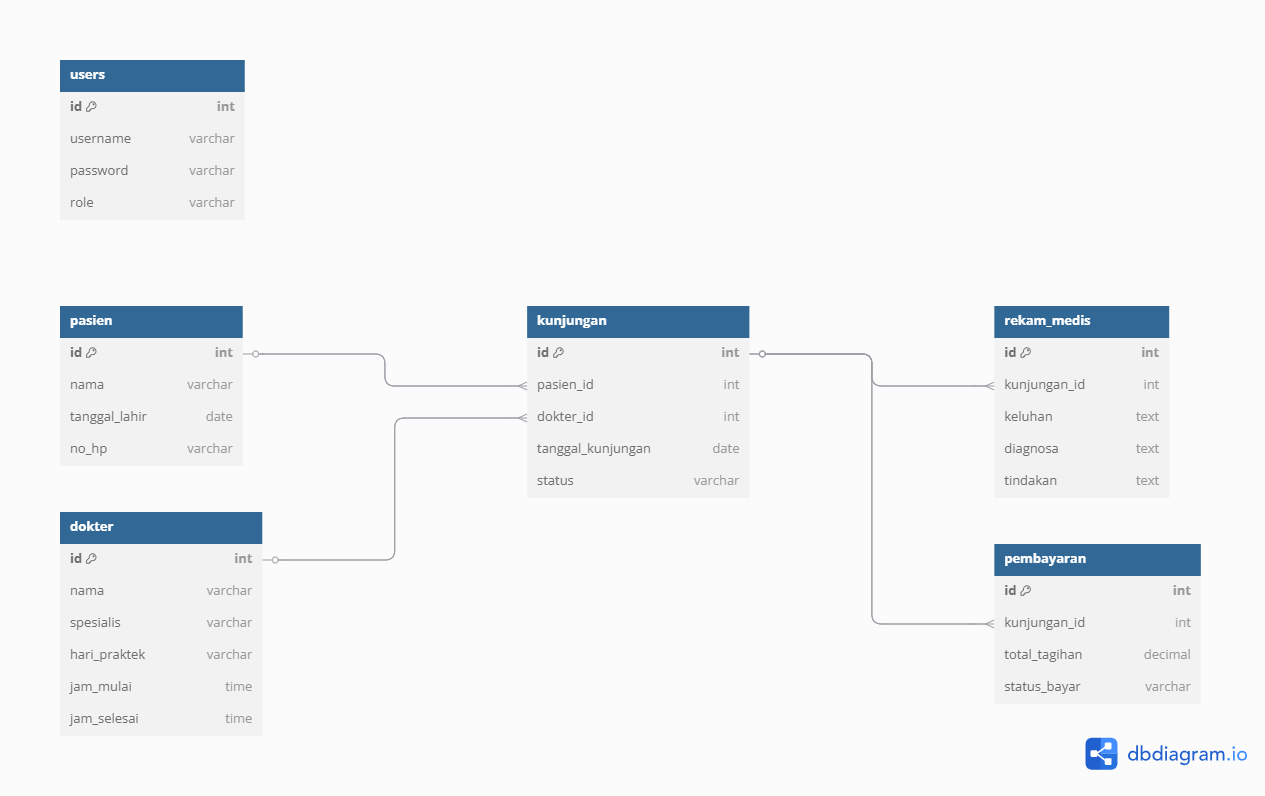 users
id int
username varchar
password varchar
role varchar
pasien
id int
nama varchar
tanggal_lahir date
no_hp varchar
dokter
id int
nama varchar
spesialis varchar
hari_praktek varchar
jam_mulai time
jam_selesai time
kunjungan
id int
pasien_id int
dokter_id int
tanggal_kunjungan date
status varchar
rekam_medis
id int
kunjungan_id int
keluhan text
diagnosa text
tindakan text
pembayaran
id int
kunjungan_id int
total_tagihan decimal
status_bayar varchar
dbdiagram.io